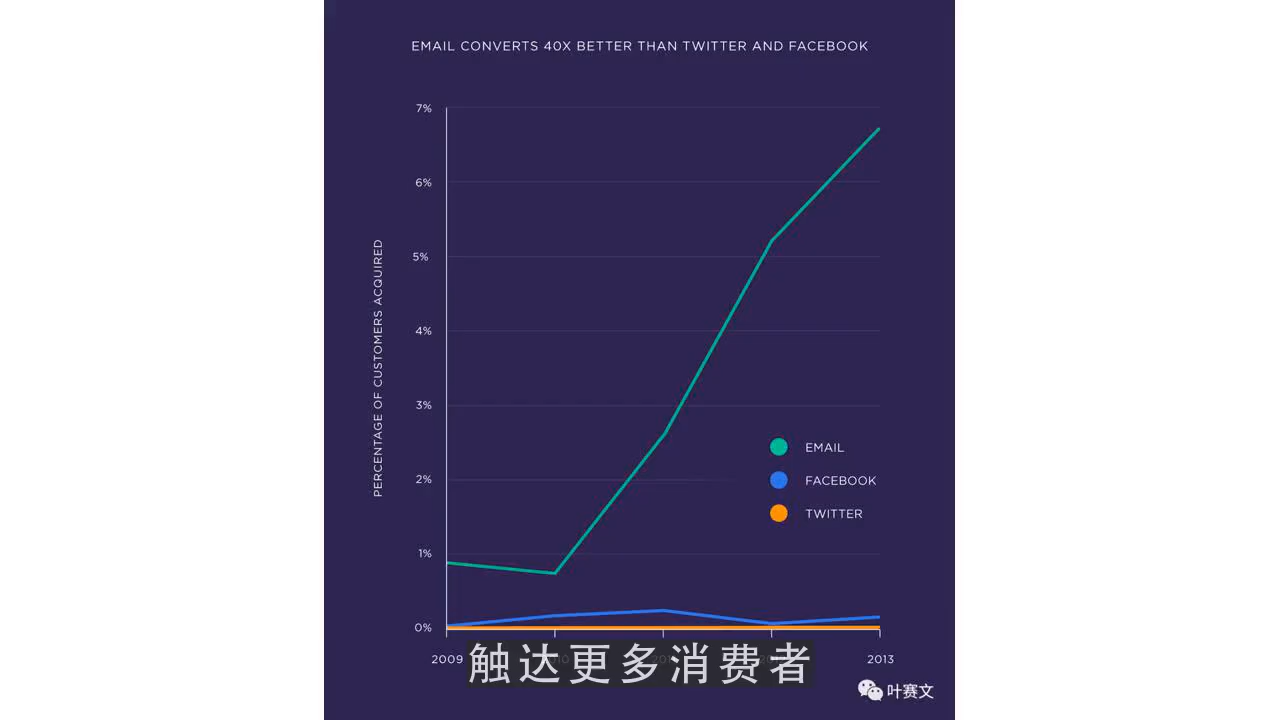 EMAIL CONVERTS 40X BETTER THAN TWITTER AND FACEBOOK
7%
6%
5%
4%
3%
2%
1%
0%
PERCENTAGE OF CUSTOMERS ACQUIRED
EMAIL
FACEBOOK
TWITTER
2009
2013
触达更多消费者
叶赛文